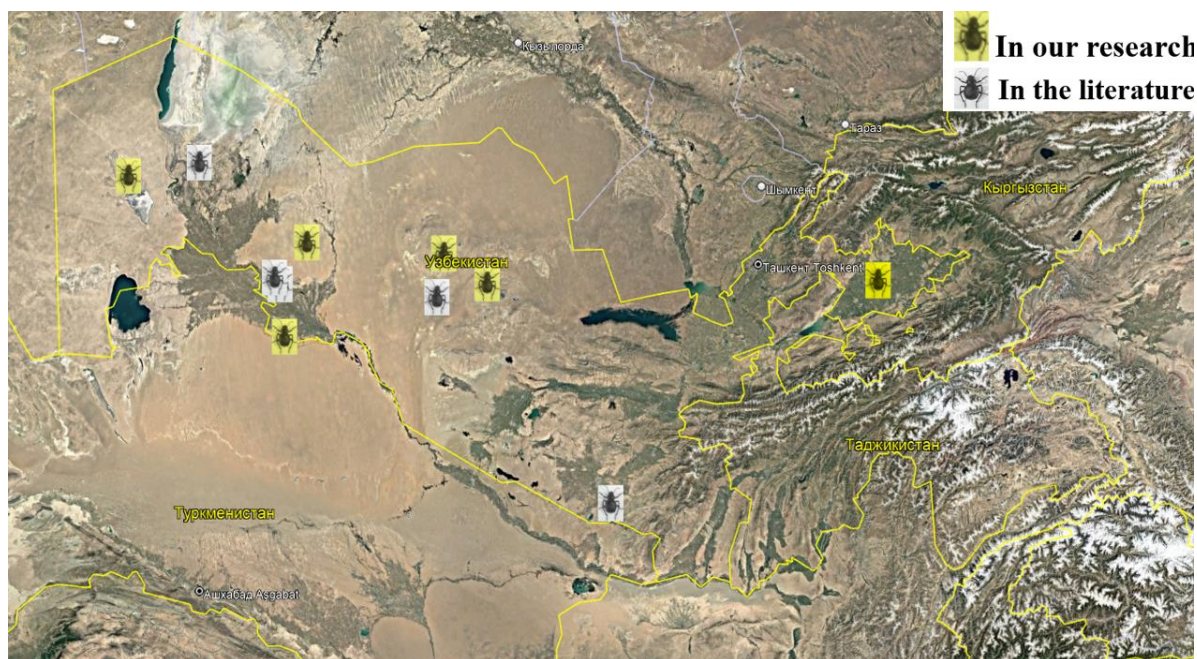 In our research
In the literature
Кызылорда
Тараз
Шымкент
Кыргызстан
Узбекистан
Ташкент Toshkent
Таджикистан
Туркменистан
Ашхабад Aşgabat